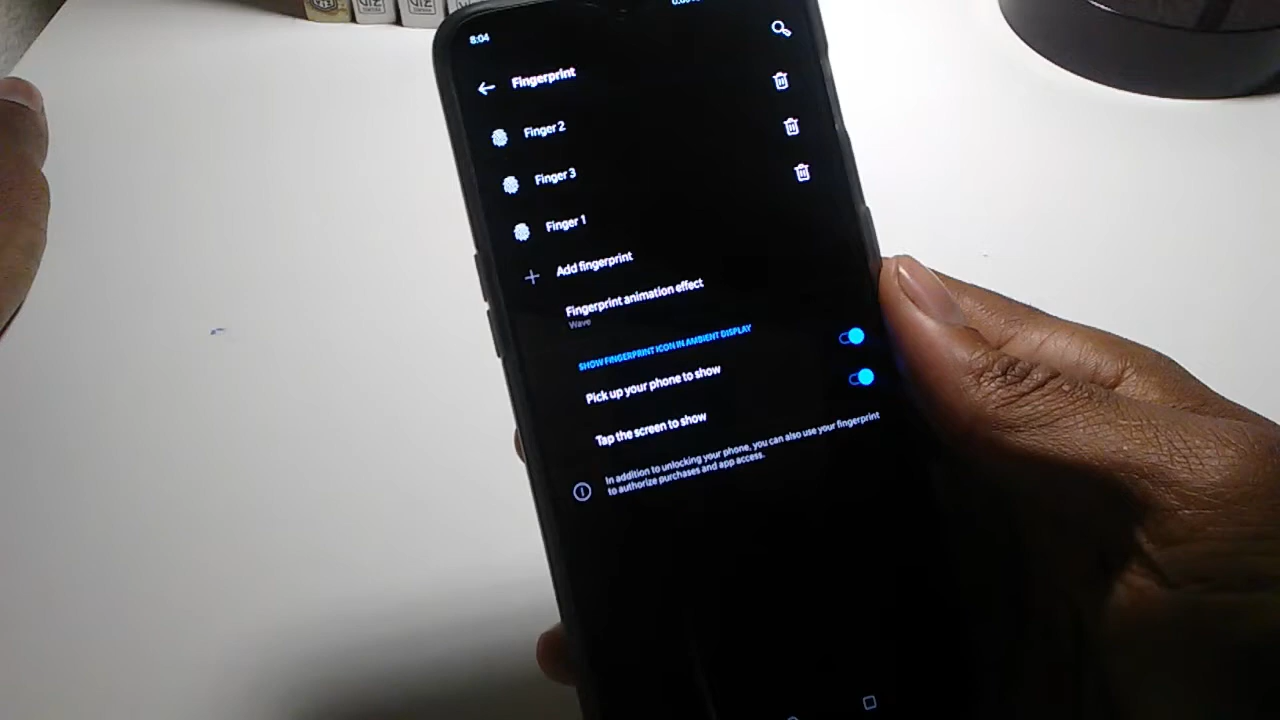 8:04
Fingerprint
Finger 2
Finger 3
Finger 1
Add fingerprint
Fingerprint animation effect
Wave
SHOW FINGERPRINT ICON IN AMBIENT DISPLAY
Pick up your phone to show
Tap the screen to show
In addition to unlocking your phone, you can also use your fingerprint
to authorize purchases and app access.